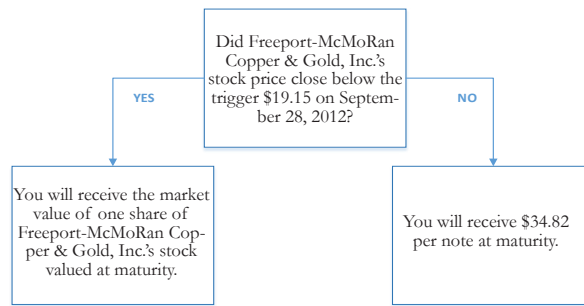 Did Freeport-McMoRan
Copper & Gold, Inc.'s
stock price close below the
trigger $19.15 on Septem-
ber 28, 2012?
YES
NO
You will receive the market
value of one share of
Freeport-McMoRan Cop-
per & Gold, Inc.'s stock
valued at maturity.
You will receive $34.82
per note at maturity.